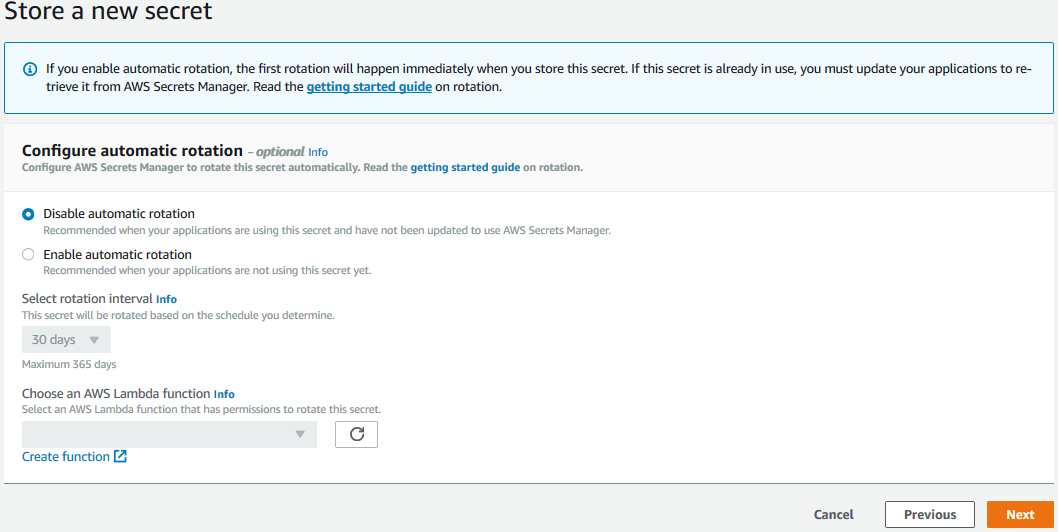 Store a new secret
If you enable automatic rotation, the first rotation will happen immediately when you store this secret. If this secret is already in use, you must update your applications to re-
trieve it from AWS Secrets Manager. Read the getting started guide on rotation.
Configure automatic rotation – optional Info
Configure AWS Secrets Manager to rotate this secret automatically. Read the getting started guide on rotation.
Disable automatic rotation
Recommended when your applications are using this secret and have not been updated to use AWS Secrets Manager.
Enable automatic rotation
Recommended when your applications are not using this secret yet.
Select rotation interval Info
This secret will be rotated based on the schedule you determine.
30 days
Maximum 365 days
Choose an AWS Lambda function Info
Select an AWS Lambda function that has permissions to rotate this secret.
Create function
Cancel Previous Next